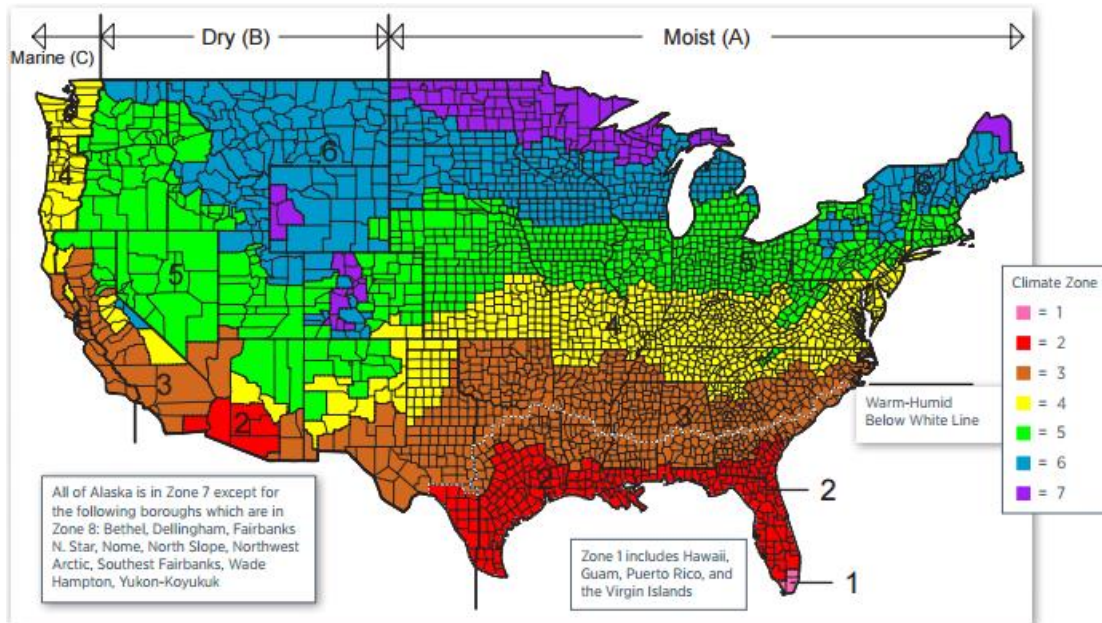 Marine (C)
Dry (B)
Moist (A)
6
6
6
4
5
5
4
3
3
3
2
2
2
1
Climate Zone
= 1
= 2
= 3
= 4
= 5
= 6
= 7
Warm-Humid
Below White Line
All of Alaska is in Zone 7 except for
the following boroughs which are in
Zone 8: Bethel, Dellingham, Fairbanks
N. Star, Nome, North Slope, Northwest
Arctic, Southest Fairbanks, Wade
Hampton, Yukon-Koyukuk
Zone 1 includes Hawaii,
Guam, Puerto Rico, and
the Virgin Islands